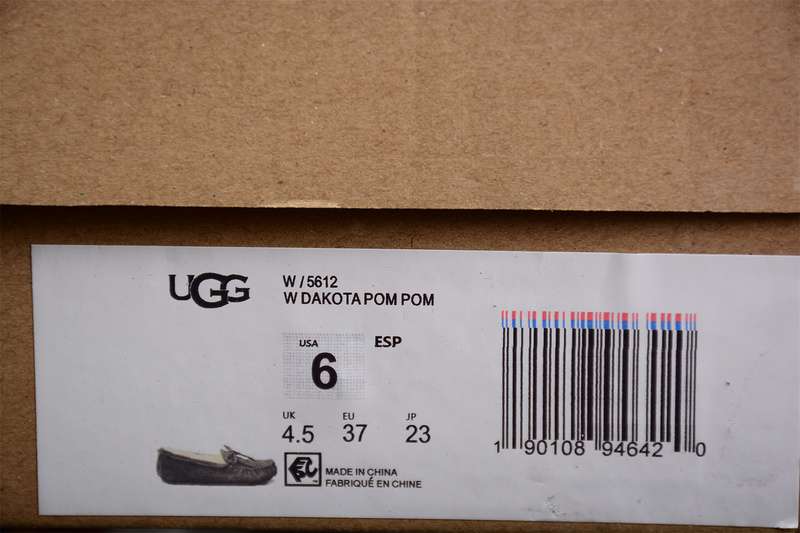 UGG
W / 5612
W DAKOTA POM POM
USA
6
ESP
UK EU JP
4.5 37 23
MADE IN CHINA
FABRIQUÉ EN CHINE
1 90108 94642 0